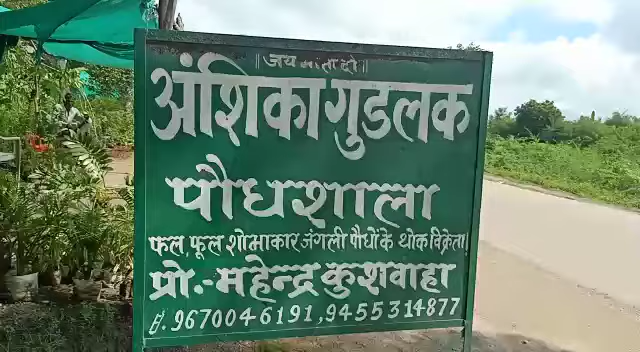 ॥जय माता दी॥
अंशिका गुडलक
पौधशाला
फल, फूल शोभाकार जंगली पौधों के थोक विक्रेता
प्रो.-महेन्द्र कुशवाहा
मो. 9670046191, 9455314877